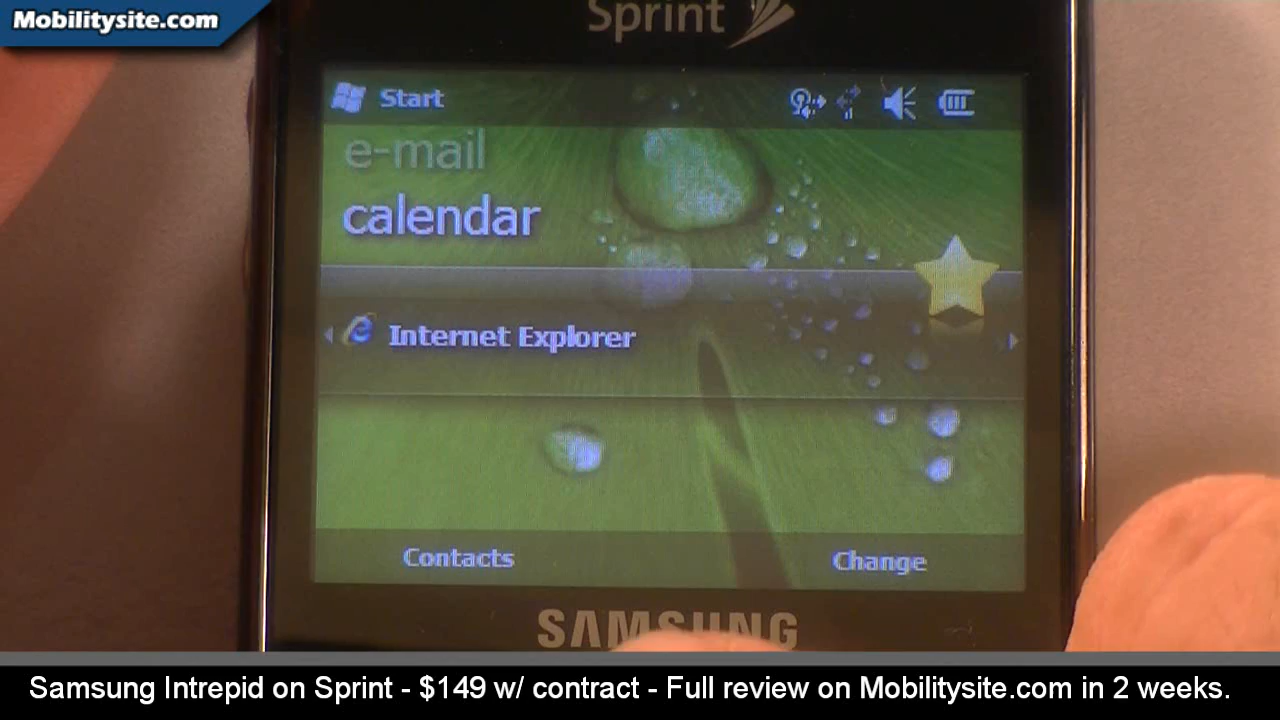 Mobilitysite.com
Sprint
Start
e-mail
calendar
Internet Explorer
Contacts
Change
SAMSUNG
Samsung Intrepid on Sprint - $149 w/ contract - Full review on Mobilitysite.com in 2 weeks.